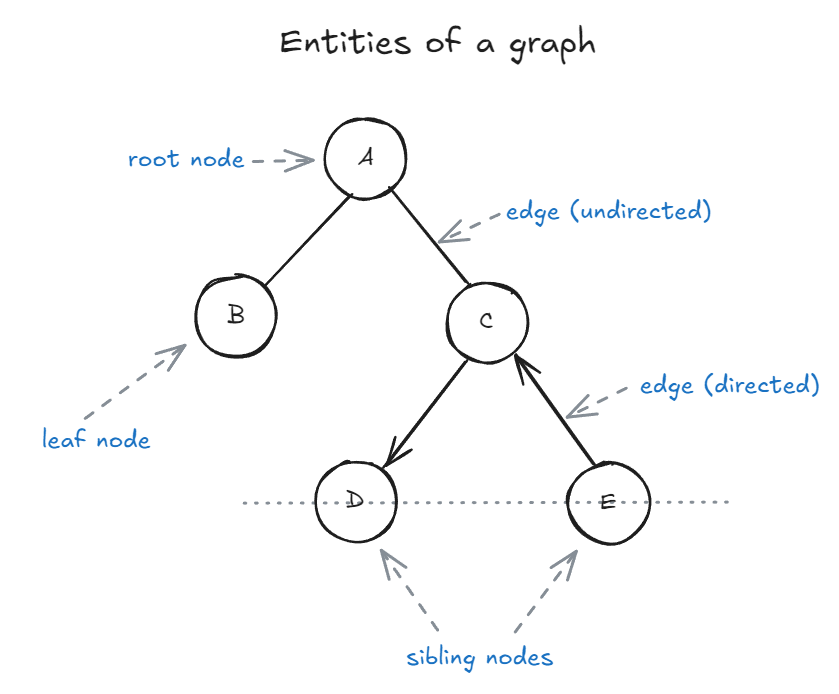 Entities of a graph
A
root node
edge (undirected)
B
C
edge (directed)
leaf node
D
E
sibling nodes